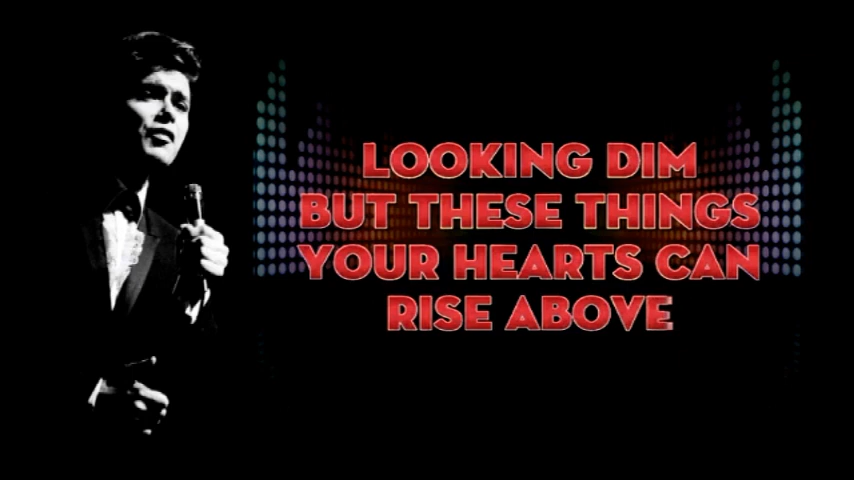 LOOKING DIM
BUT THESE THINGS
YOUR HEARTS CAN
RISE ABOVE